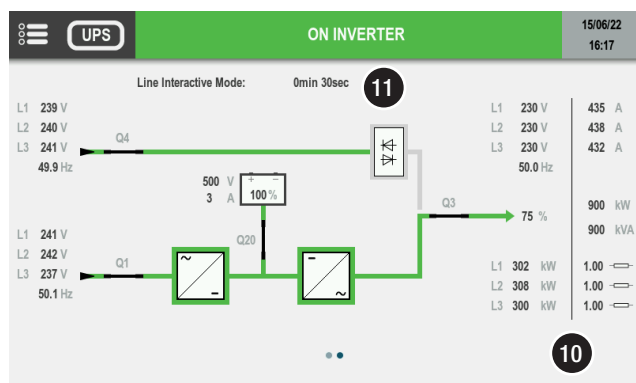 UPS
ON INVERTER
15/06/22
16:17
Line Interactive Mode: 0min 30sec
11
L1 239 V
L2 240 V
L3 241 V
49.9 Hz
Q4
L1 230 V 435 A
L2 230 V 438 A
L3 230 V 432 A
50.0 Hz
500 V
3 A
+ -
100 %
Q20
Q3
75 %
900 kW
900 kVA
L1 241 V
L2 242 V
L3 237 V
50.1 Hz
Q1
~
-
-
~
L1 302 kW 1.00
L2 308 kW 1.00
L3 300 kW 1.00
10